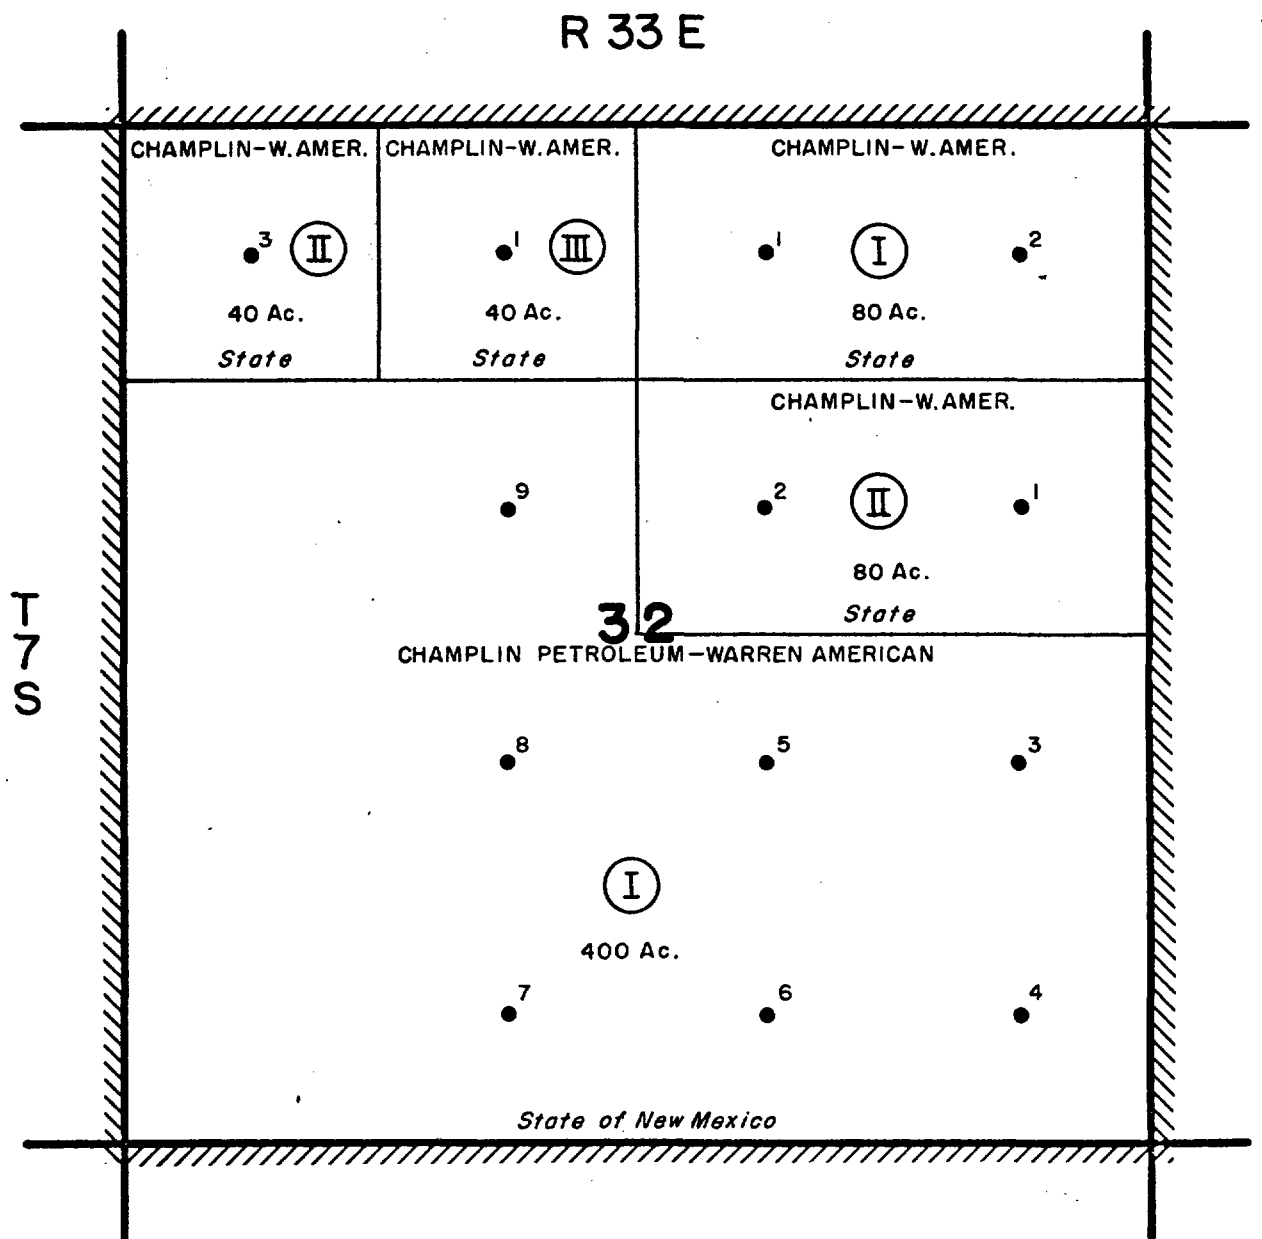 R 33 E
CHAMPLIN-W.AMER.
3 II
40 Ac.
State
CHAMPLIN-W.AMER.
1 III
40 Ac.
State
CHAMPLIN-W.AMER.
1 I 2
80 Ac.
State
CHAMPLIN-W.AMER.
2 II 1
80 Ac.
State
9
32
T
7
S
CHAMPLIN PETROLEUM-WARREN AMERICAN
8 5 3
I
400 Ac.
7 6 4
State of New Mexico